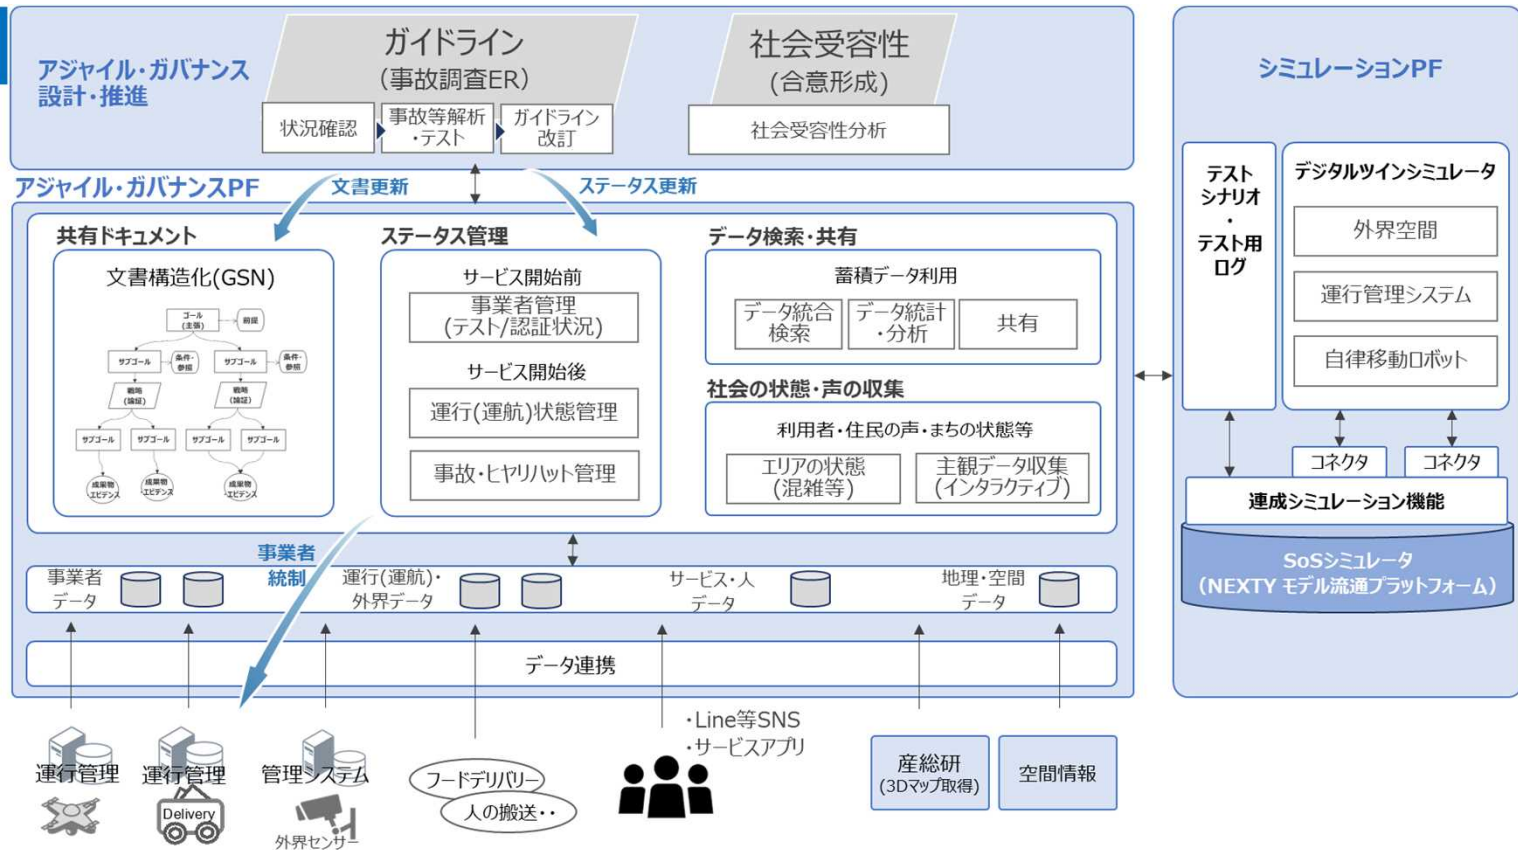 アジャイル・ガバナンス
設計・推進
ガイドライン
(事故調査ER)
状況確認
事故等解析
・テスト
ガイドライン
改訂
社会受容性
(合意形成)
社会受容性分析
アジャイル・ガバナンスPF
文書更新
ステータス更新
共有ドキュメント
文書構造化(GSN)
ゴール
(主張)
前提
サブゴール
条件・
参照
サブゴール
条件・
参照
戦略
(論証)
戦略
(論証)
サブゴール
サブゴール
サブゴール
サブゴール
成果物
・エビデンス
成果物
・エビデンス
成果物
・エビデンス
ステータス管理
サービス開始前
事業者管理
(テスト/認証状況)
サービス開始後
運行(運航)状態管理
事故・ヒヤリハット管理
データ検索・共有
蓄積データ利用
データ統合
検索
データ統計
・分析
共有
社会の状態・声の収集
利用者・住民の声・まちの状態等
エリアの状態
(混雑等)
主観データ収集
(インタラクティブ)
事業者
統制
事業者
データ
運行(運航)・
外界データ
サービス・人
データ
地理・空間
データ
データ連携
運行管理
運行管理
Delivery
管理システム
外界センサー
フードデリバリー
人の搬送・・
・Line等SNS
・サービスアプリ
産総研
(3Dマップ取得)
空間情報
シミュレーションPF
テスト
シナリオ
・
テスト用
ログ
デジタルツインシミュレータ
外界空間
運行管理システム
自律移動ロボット
コネクタ
コネクタ
連成シミュレーション機能
SoSシミュレータ
（NEXTY モデル流通プラットフォーム）